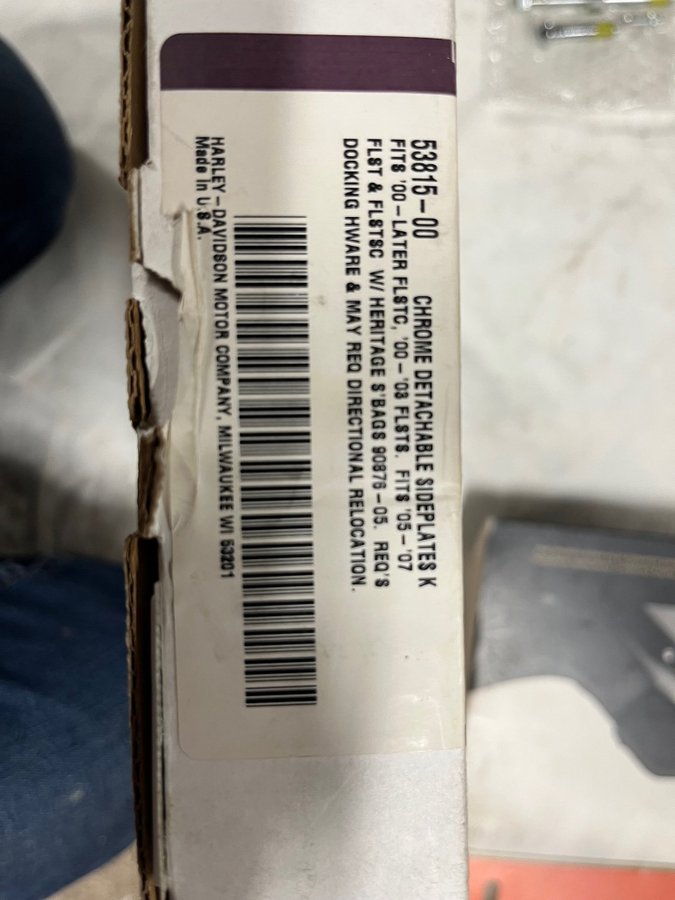 53815-00 CHROME DETACHABLE SIDEPLATES K
FITS '00-LATER FLSTC, '00-'03 FLSTS. FITS '05-'07
FLST & FLSTSC W/ HERITAGE S'BAGS 90876-05. REQ'S
DOCKING HWARE & MAY REQ DIRECTIONAL RELOCATION.
HARLEY-DAVIDSON MOTOR COMPANY, MILWAUKEE WI 53201
Made In U.S.A.